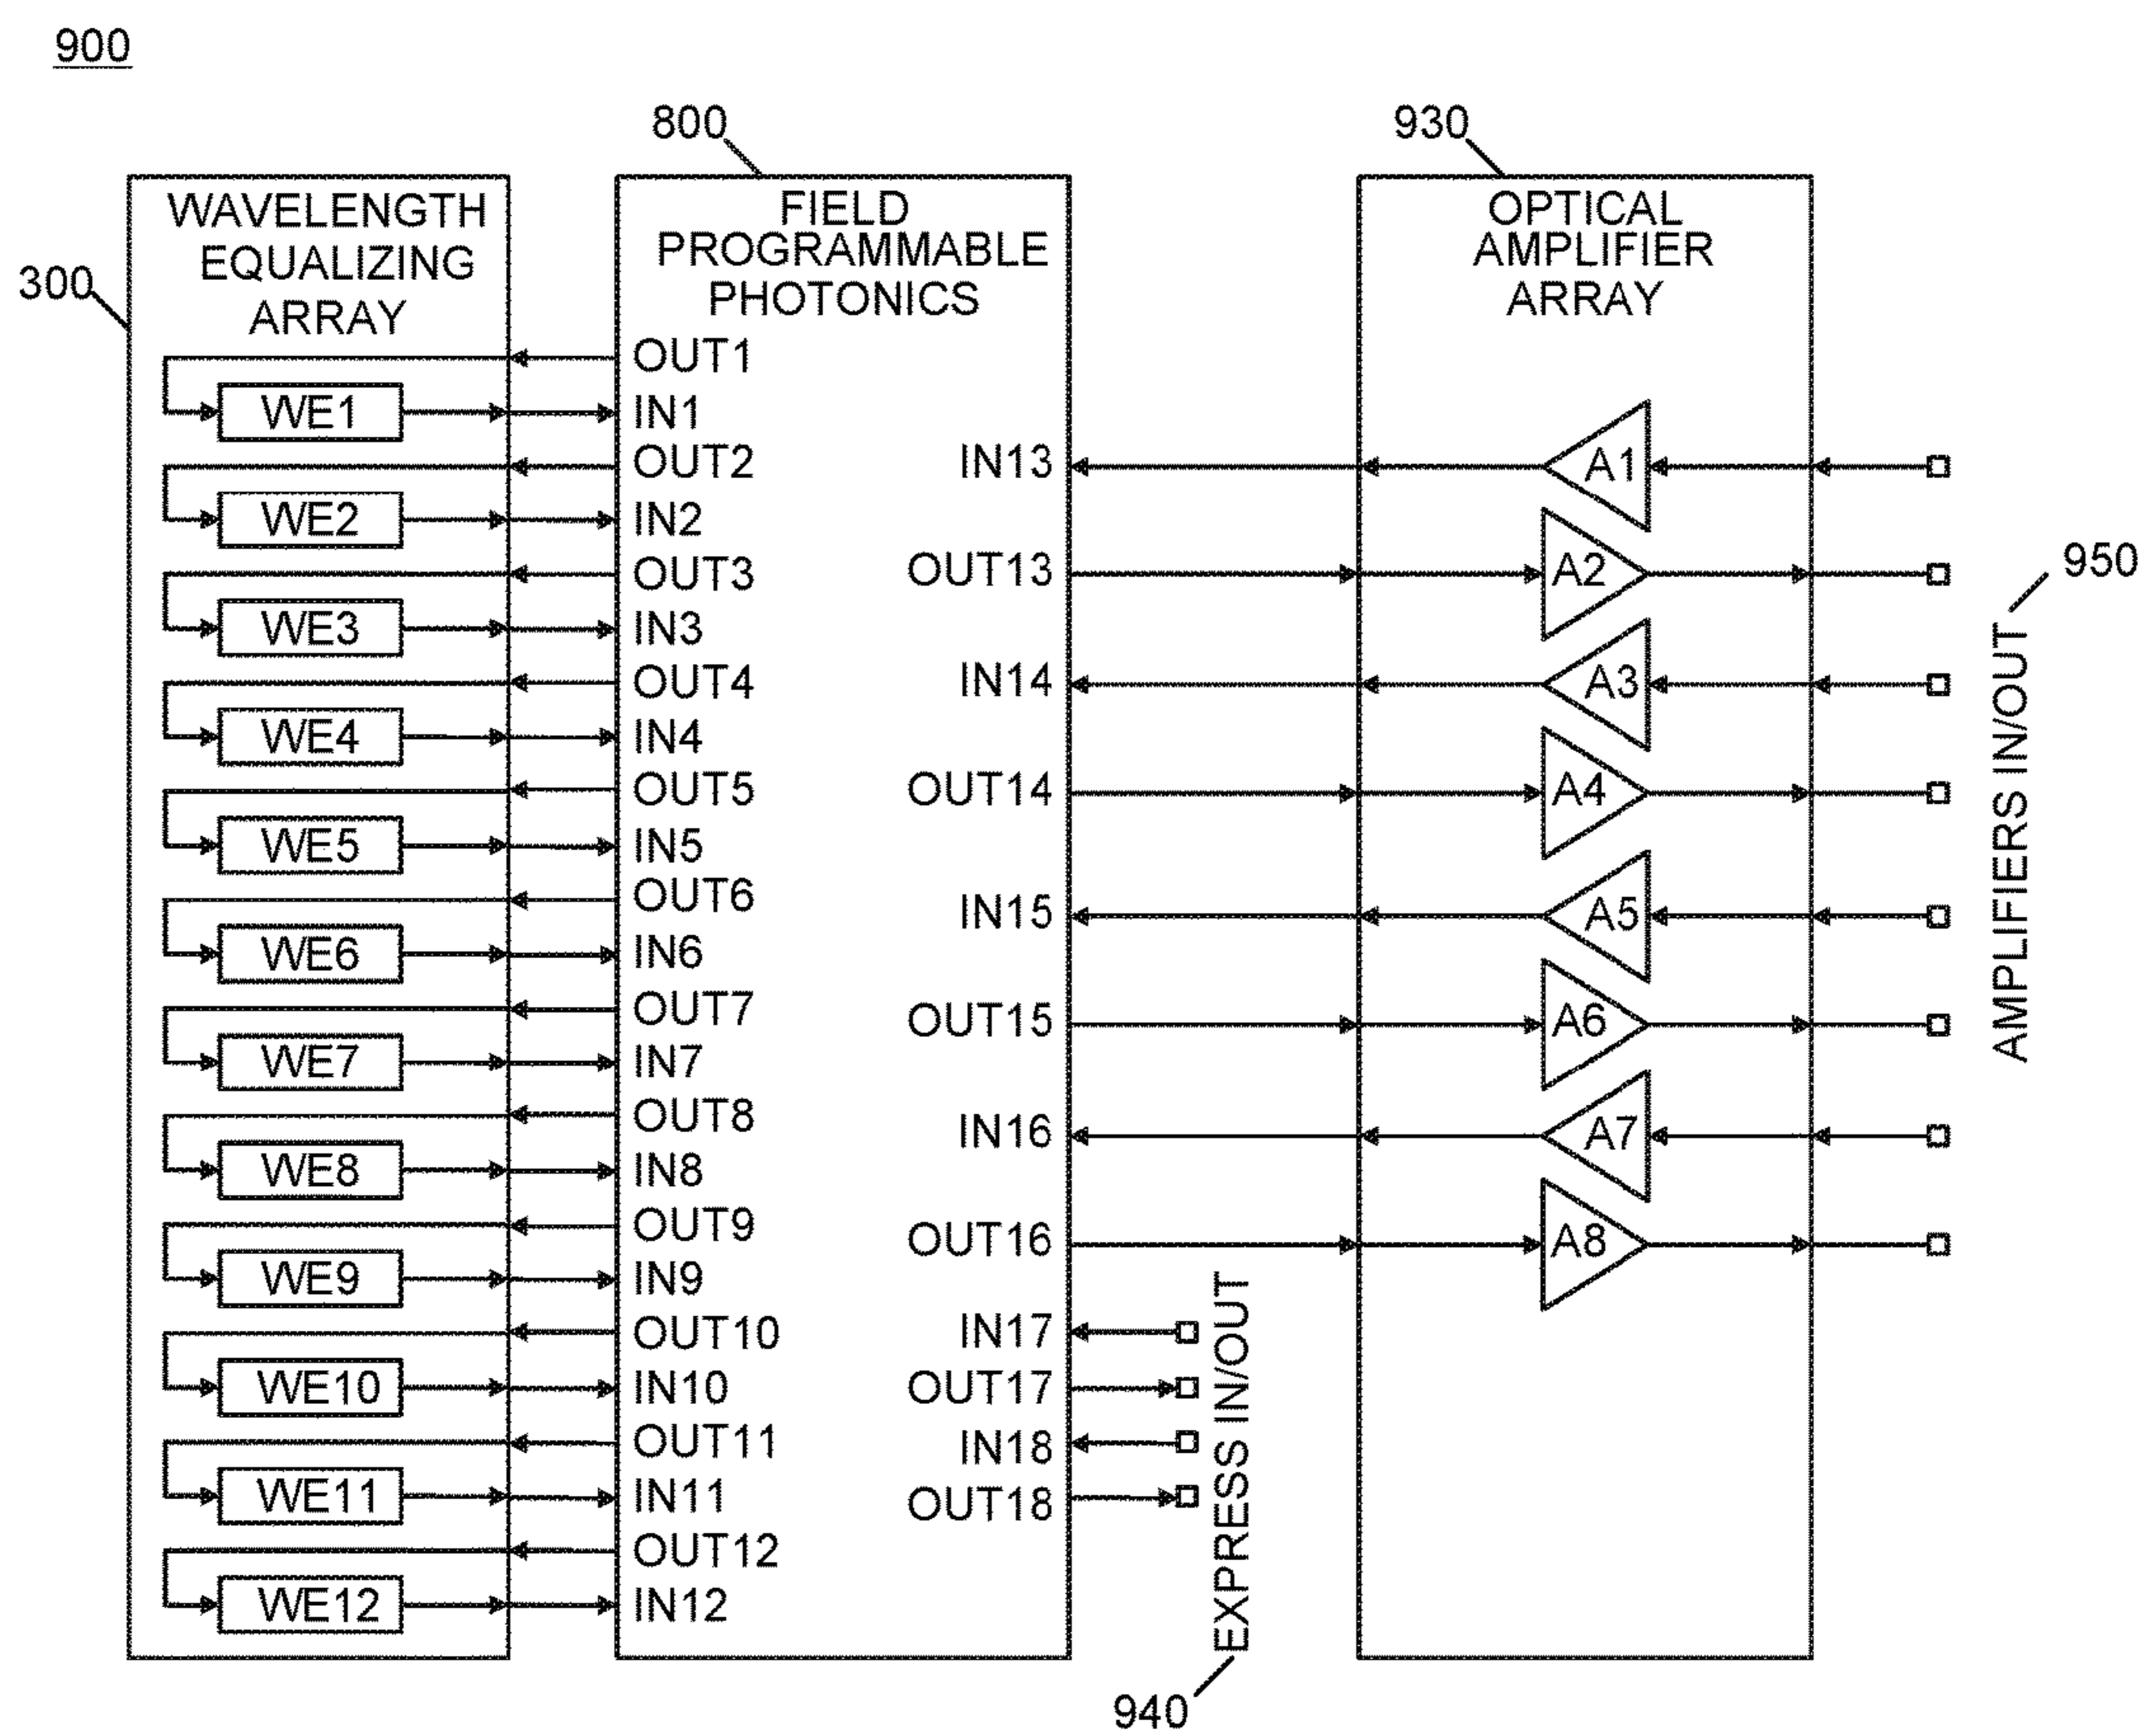 900
800
930
300
WAVELENGTH
EQUALIZING
ARRAY
FIELD
PROGRAMMABLE
PHOTONICS
OPTICAL
AMPLIFIER
ARRAY
OUT1
WE1
IN1
OUT2
WE2
IN2
OUT3
WE3
IN3
OUT4
WE4
IN4
OUT5
WE5
IN5
OUT6
WE6
IN6
OUT7
WE7
IN7
OUT8
WE8
IN8
OUT9
WE9
IN9
OUT10
WE10
IN10
OUT11
WE11
IN11
OUT12
WE12
IN12
IN13
A1
OUT13
A2
IN14
A3
OUT14
A4
IN15
A5
OUT15
A6
IN16
A7
OUT16
A8
IN17
OUT17
IN18
OUT18
EXPRESS IN/OUT
940
AMPLIFIERS IN/OUT
950